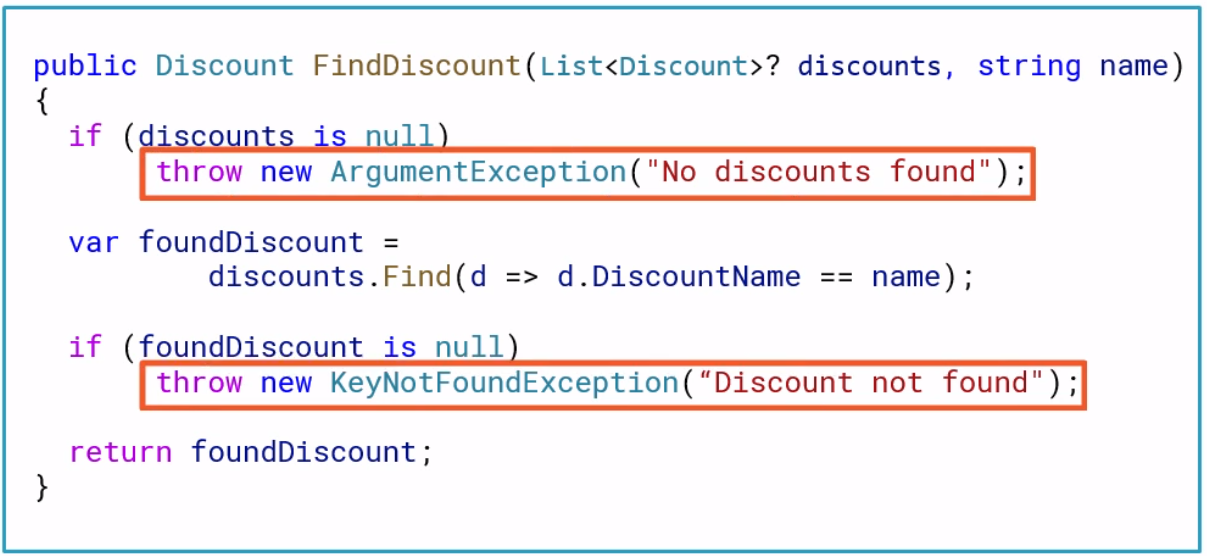 public Discount FindDiscount(List<Discount>? discounts, string name)
{
if (discounts is null)
throw new ArgumentException("No discounts found");
var foundDiscount =
discounts.Find(d => d.DiscountName == name);
if (foundDiscount is null)
throw new KeyNotFoundException(“Discount not found");
return foundDiscount;
}